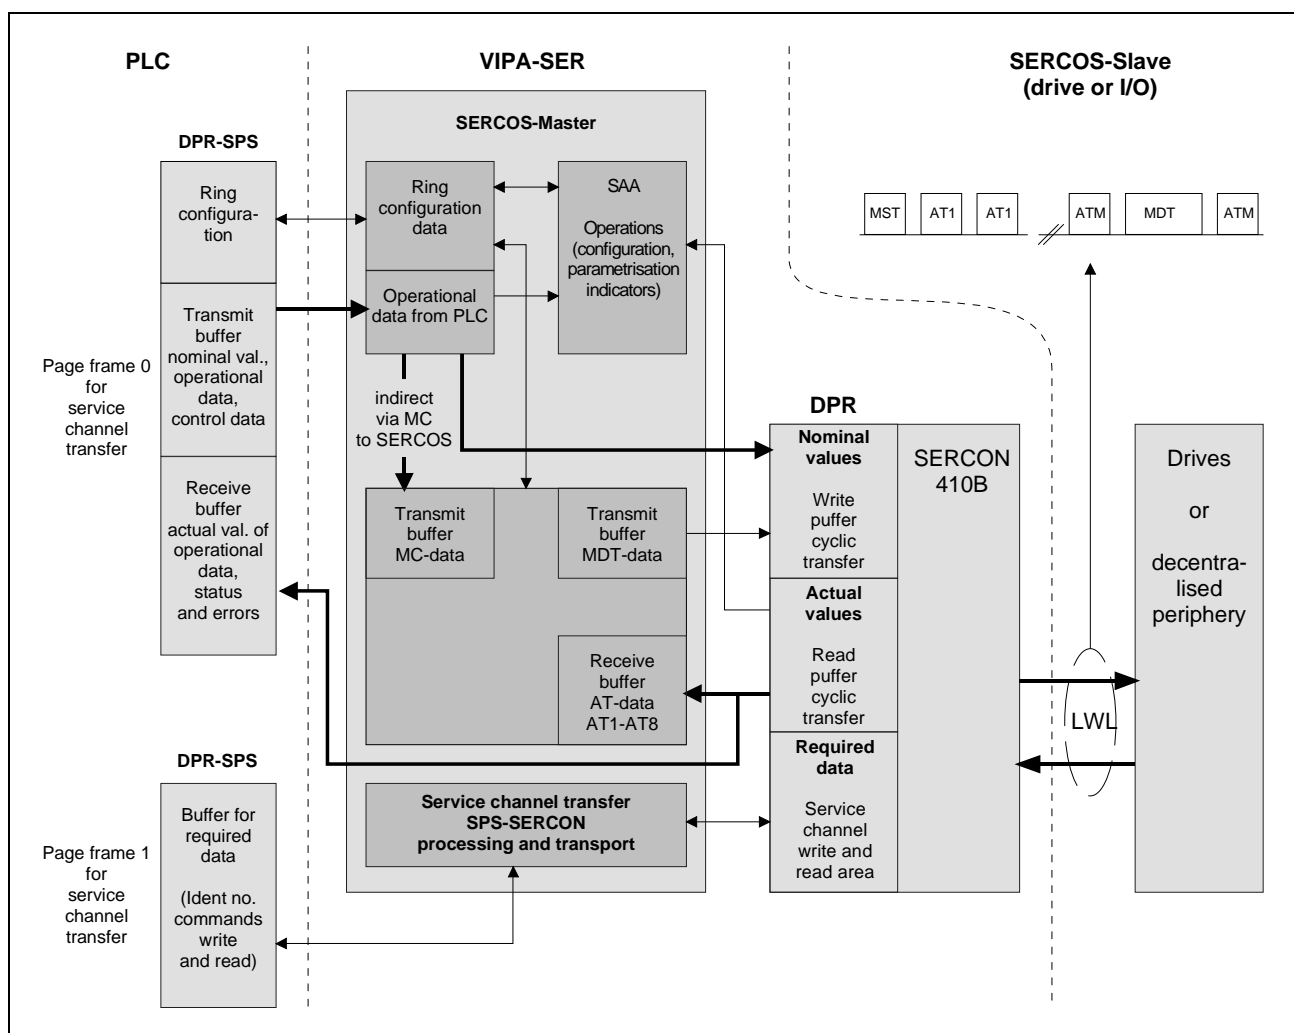 PLC
VIPA-SER
SERCOS-Slave
(drive or I/O)
DPR-SPS
Ring
configura-
tion
Transmit
buffer
nominal val.,
operational
data,
control data
Receive
buffer
actual val. of
operational
data,
status
and errors
Page frame 0
for
service
channel
transfer
DPR-SPS
Buffer for
required
data
(Ident no.
commands
write
and read)
Page frame 1
for
service
channel
transfer
SERCOS-Master
Ring
configuration
data
Operational
data from PLC
SAA
Operations
(configuration,
parametrisation
indicators)
indirect
via MC
to SERCOS
Transmit
buffer
MC-data
Transmit
buffer
MDT-data
Receive
buffer
AT-data
AT1-AT8
Service channel transfer
SPS-SERCON
processing and transport
DPR
Nominal
values
Write
puffer
cyclic
transfer
Actual
values
Read
puffer
cyclic
transfer
Required
data
Service
channel
write and
read area
SERCON
410B
MST
AT1
AT1
ATM
MDT
ATM
LWL
Drives
or
decentra-
lised
periphery